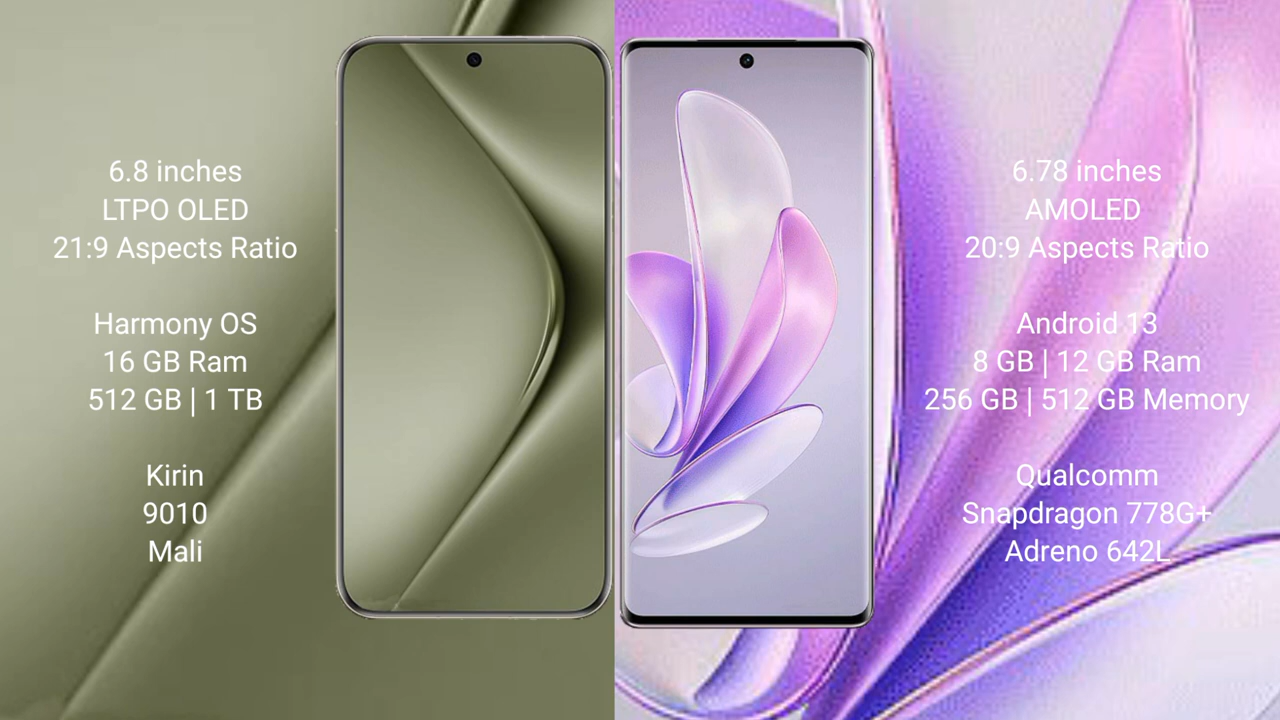 6.8 inches
LTPO OLED
21:9 Aspects Ratio
Harmony OS
16 GB Ram
512 GB | 1 TB
Kirin
9010
Mali
6.78 inches
AMOLED
20:9 Aspects Ratio
Android 13
8 GB | 12 GB Ram
256 GB | 512 GB Memory
Qualcomm
Snapdragon 778G+
Adreno 642L